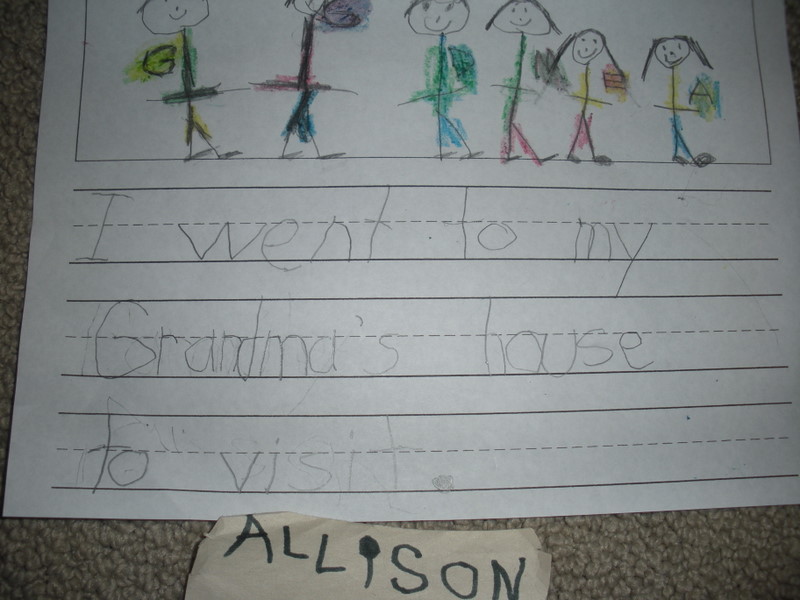 I went to my
Grandma's house
to visit.
ALLISON